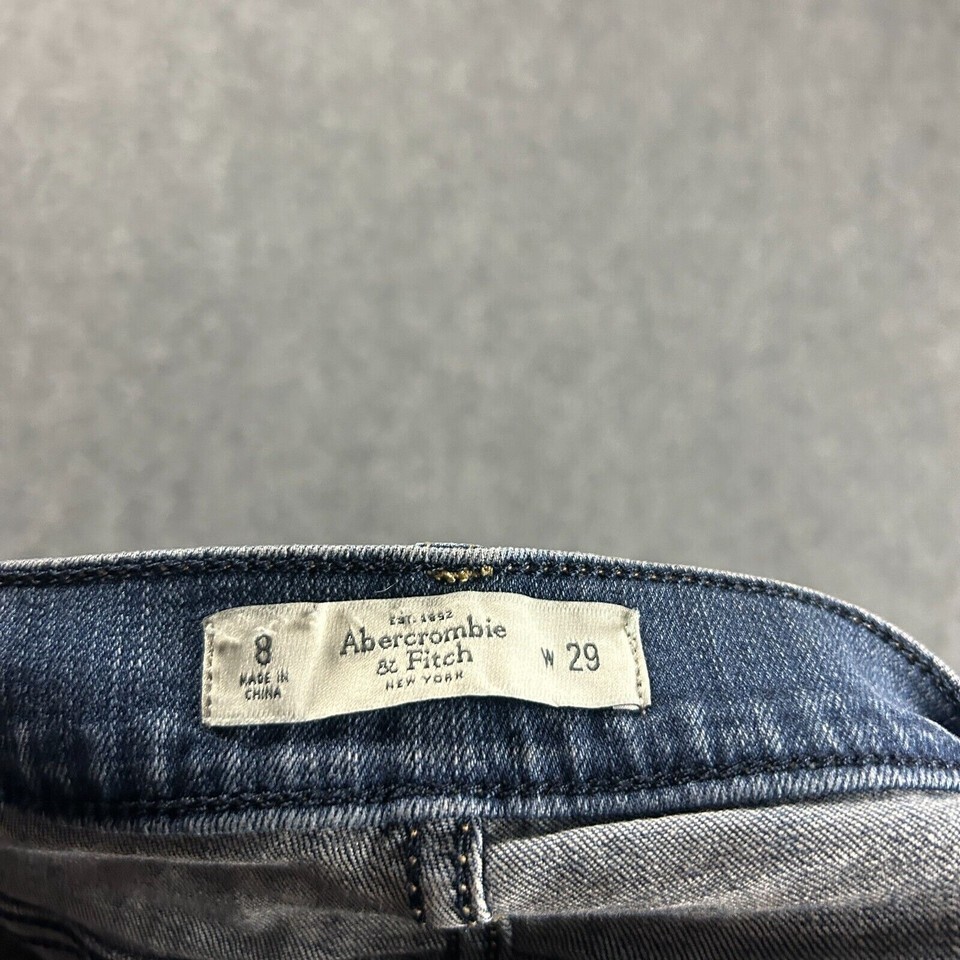 8
MADE IN
CHINA
EST. 1892
Abercrombie
& Fitch
NEW YORK
W 29